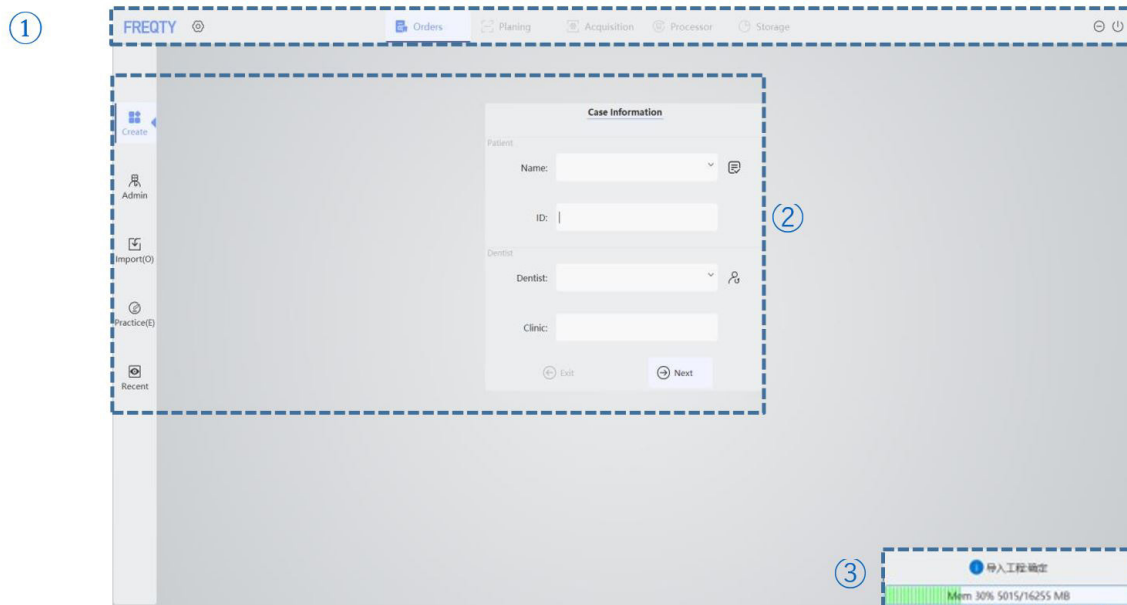 ①
FREQTY Orders Planing Acquisition Processor Storage
Create
Admin
Import(O)
Practice(E)
Recent
Case Information
Patient
Name:
ID:
Dentist
Dentist:
Clinic:
Exit Next
②
③
导入工程:确定
Mem 30% 5015/16255 MB